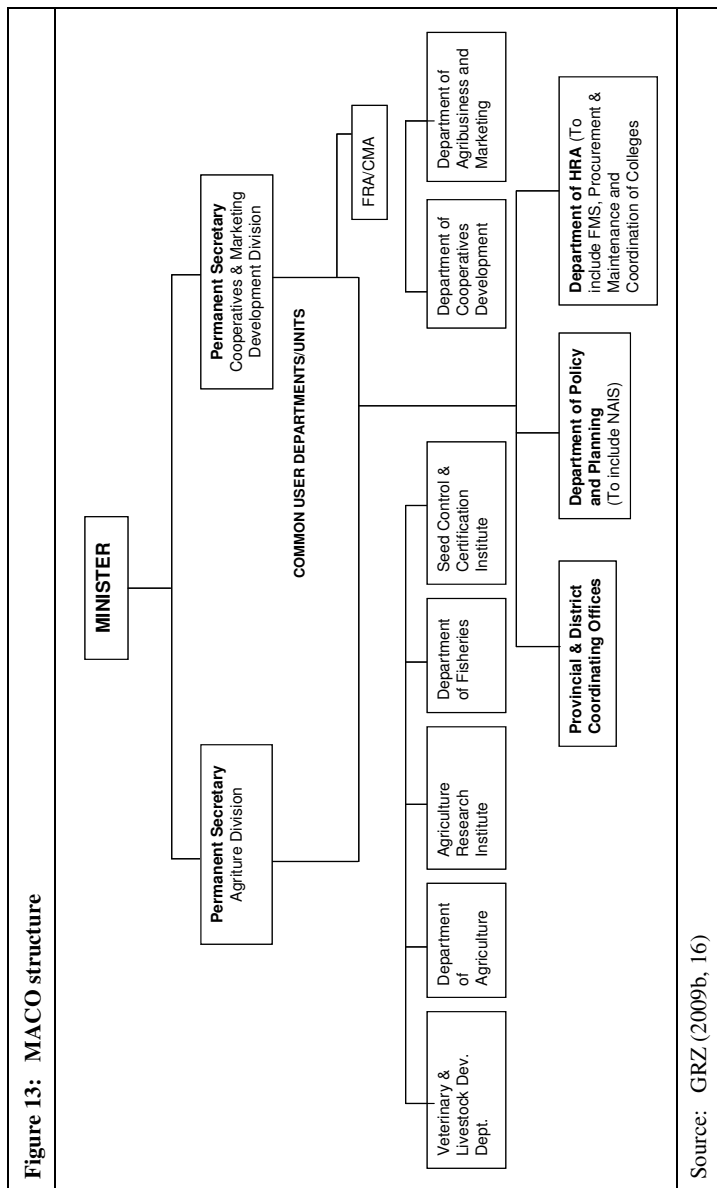 Figure 13: MACO structure
MINISTER
Permanent Secretary
Agriture Division
Permanent Secretary
Cooperatives & Marketing
Development Division
COMMON USER DEPARTMENTS/UNITS
FRA/CMA
Veterinary &
Livestock Dev.
Dept.
Department
of
Agriculture
Agriculture
Research
Institute
Department
of Fisheries
Seed Control &
Certification
Institute
Department of
Cooperatives
Development
Department of
Agribusiness and
Marketing
Provincial & District
Coordinating Offices
Department of Policy
and Planning
(To include NAIS)
Department of HRA (To
include FMS, Procurement &
Maintenance and
Coordination of Colleges
Source: GRZ (2009b, 16)